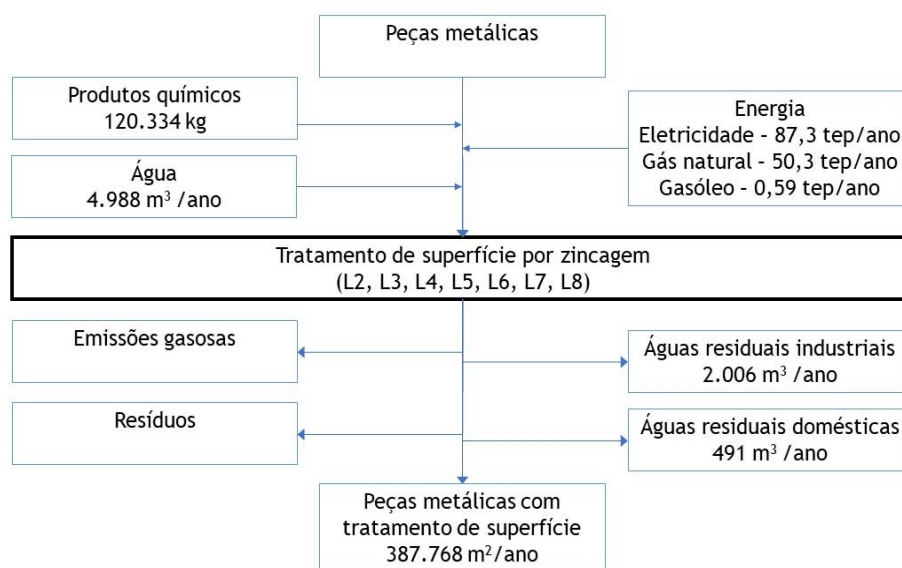 Peças metálicas
Produtos químicos
120.334 kg
Energia
Eletricidade – 87,3 tep/ano
Gás natural – 50,3 tep/ano
Gasóleo – 0,59 tep/ano
Água
4.988 m³ /ano
Tratamento de superfície por zincagem
(L2, L3, L4, L5, L6, L7, L8)
Emissões gasosas
Águas residuais industriais
2.006 m³ /ano
Resíduos
Águas residuais domésticas
491 m³ /ano
Peças metálicas com
tratamento de superfície
387.768 m²/ano